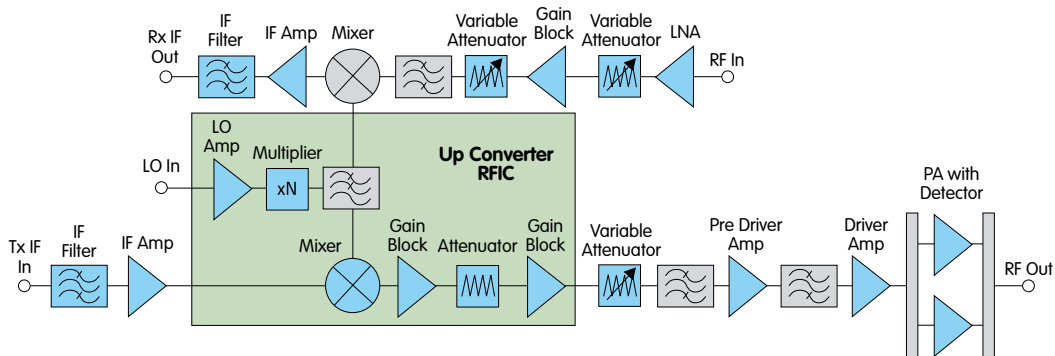 Rx IF
Out
IF
Filter
IF Amp
Mixer
Variable
Attenuator
Gain
Block
Variable
Attenuator
LNA
RF In
LO
Amp
Multiplier
xN
LO In
Up Converter
RFIC
Tx IF
In
IF
Filter
IF Amp
Mixer
Gain
Block
Attenuator
Gain
Block
Variable
Attenuator
Pre Driver
Amp
Driver
Amp
PA with
Detector
RF Out